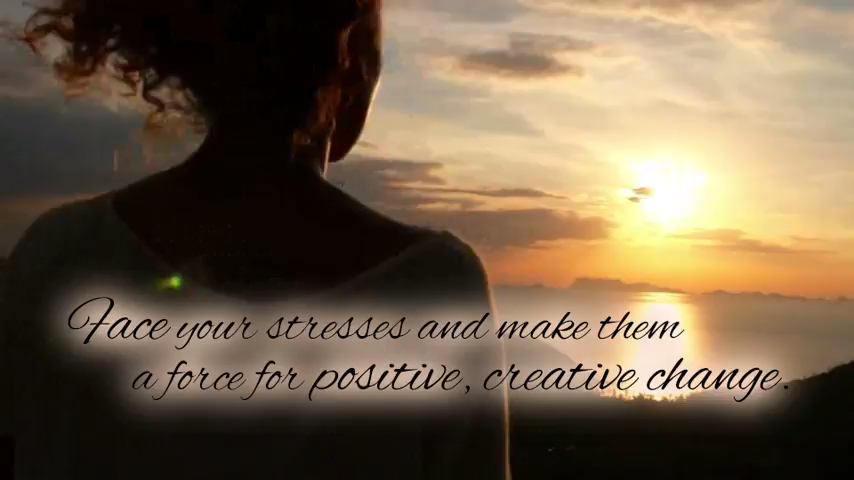 Face your stresses and make them
a force for positive, creative change.